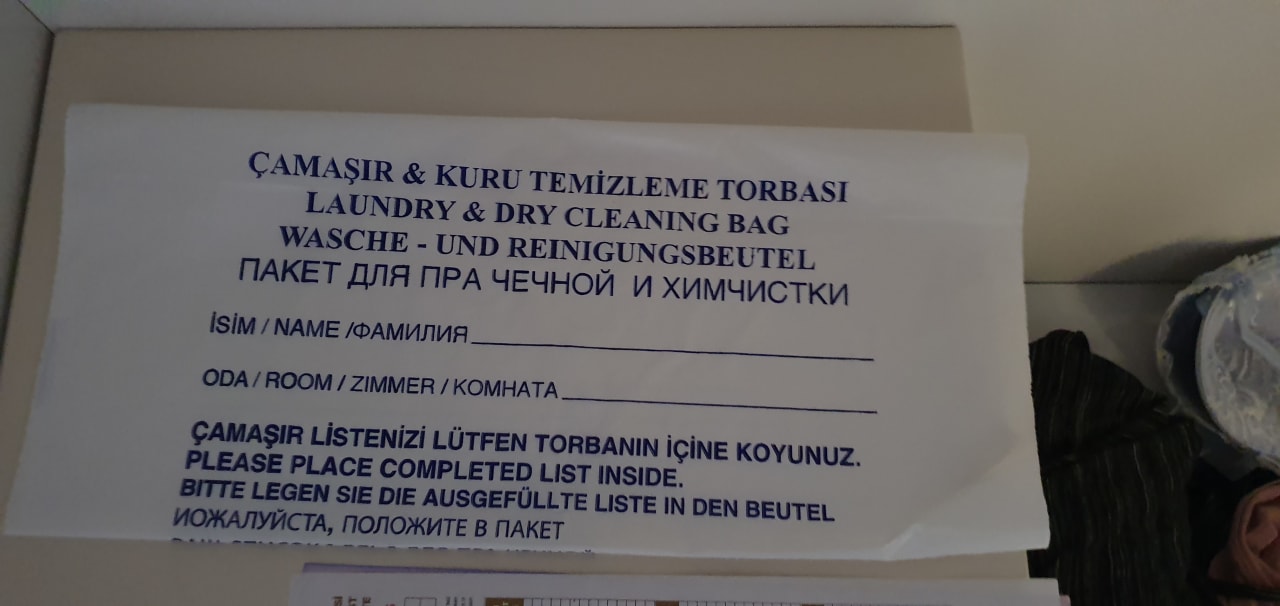 ÇAMAŞIR & KURU TEMİZLEME TORBASI
LAUNDRY & DRY CLEANING BAG
WASCHE - UND REINIGUNGSBEUTEL
ПАКЕТ ДЛЯ ПРА ЧЕЧНОЙ И ХИМЧИСТКИ
İSİM / NAME /ФАМИЛИЯ
ODA / ROOM / ZIMMER / КОМНАТА
ÇAMAŞIR LİSTENİZİ LÜTFEN TORBANIN İÇİNE KOYUNUZ.
PLEASE PLACE COMPLETED LIST INSIDE.
BITTE LEGEN SIE DIE AUSGEFÜLLTE LISTE IN DEN BEUTEL
ИОЖАЛУЙСТА, ПОЛОЖИТЕ В ПАКЕТ